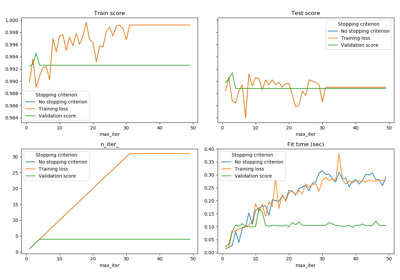 Train score
1.000
0.998
0.996
0.994
0.992
0.990
0.988
0.986
0.984
Stopping criterion
No stopping criterion
Training loss
Validation score
0 10 20 30 40 50
max_iter
Test score
Stopping criterion
No stopping criterion
Training loss
Validation score
0 10 20 30 40 50
max_iter
n_iter_
30
25
20
15
10
5
0
Stopping criterion
No stopping criterion
Training loss
Validation score
0 10 20 30 40 50
max_iter
Fit time (sec)
0.40
0.35
0.30
0.25
0.20
0.15
0.10
0.05
0.00
Stopping criterion
No stopping criterion
Training loss
Validation score
0 10 20 30 40 50
max_iter